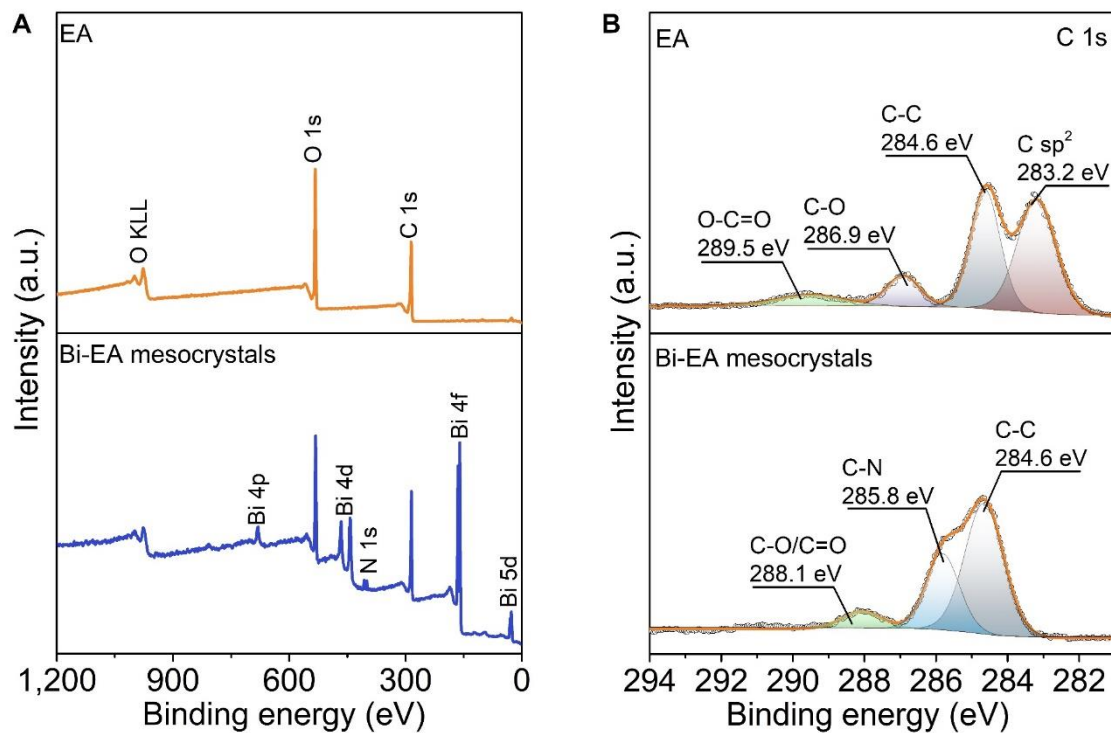 A
EA
O KLL
O 1s
C 1s
Bi-EA mesocrystals
Bi 4p
Bi 4d
N 1s
Bi 4f
Bi 5d
Intensity (a.u.)
1,200 900 600 300 0
Binding energy (eV)
B
EA
C 1s
C-C
284.6 eV
C sp²
283.2 eV
C-O
286.9 eV
O-C=O
289.5 eV
Bi-EA mesocrystals
C-C
284.6 eV
C-N
285.8 eV
C-O/C=O
288.1 eV
Intensity (a.u.)
294 292 290 288 286 284 282
Binding energy (eV)